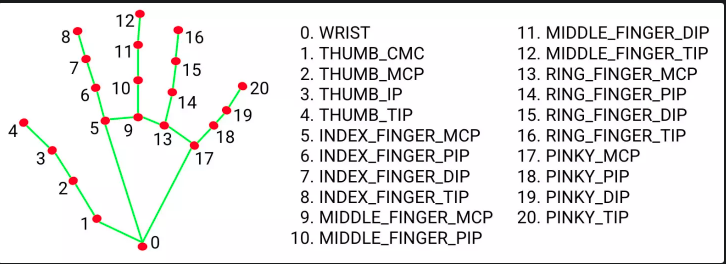 12
8
16
11
7
15
10
20
6
14
19
5
9
4
13
18
3
17
2
1
0
0. WRIST
1. THUMB_CMC
2. THUMB_MCP
3. THUMB_IP
4. THUMB_TIP
5. INDEX_FINGER_MCP
6. INDEX_FINGER_PIP
7. INDEX_FINGER_DIP
8. INDEX_FINGER_TIP
9. MIDDLE_FINGER_MCP
10. MIDDLE_FINGER_PIP
11. MIDDLE_FINGER_DIP
12. MIDDLE_FINGER_TIP
13. RING_FINGER_MCP
14. RING_FINGER_PIP
15. RING_FINGER_DIP
16. RING_FINGER_TIP
17. PINKY_MCP
18. PINKY_PIP
19. PINKY_DIP
20. PINKY_TIP